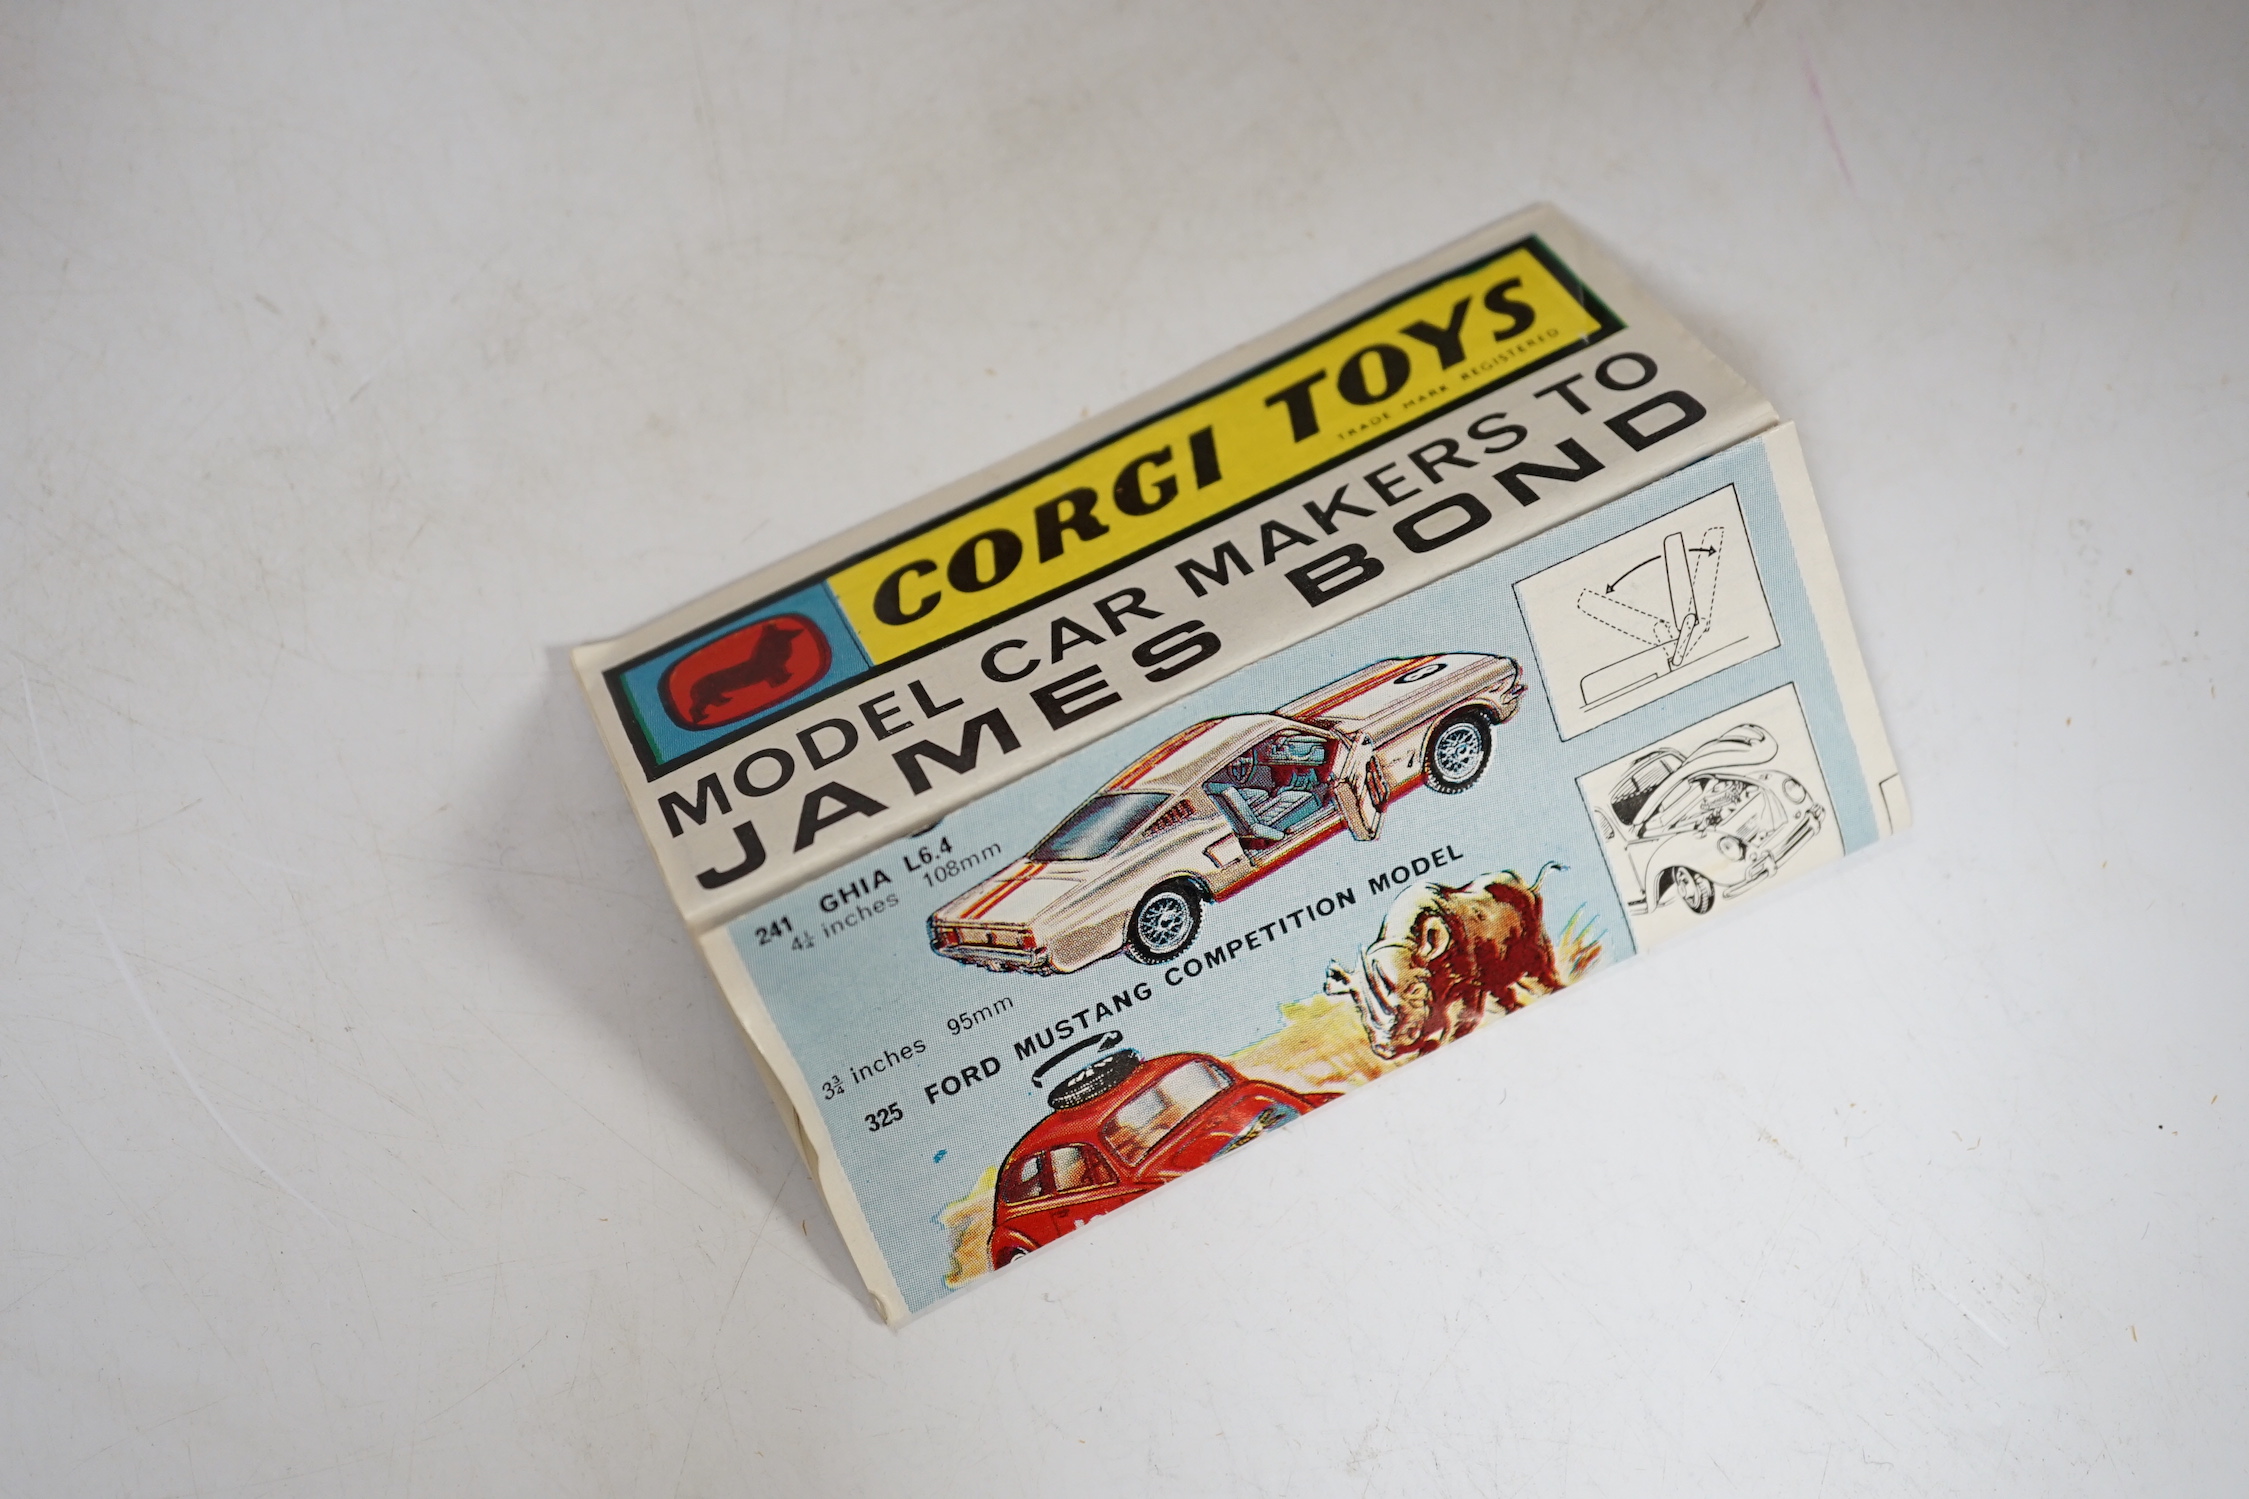 CORGI TOYS
TRADE MARK REGISTERED
MODEL CAR MAKERS TO
JAMES BOND
241 GHIA L6.4
4¼ inches 108mm
3¾ inches 95mm
325 FORD MUSTANG COMPETITION MODEL